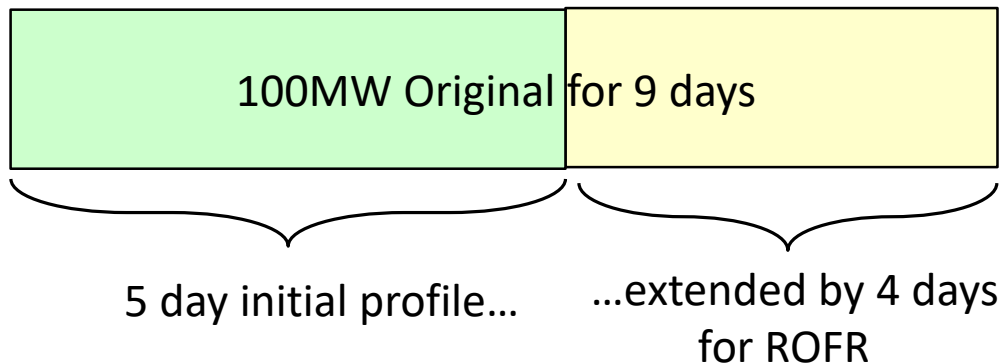 100MW Original for 9 days
5 day initial profile…
…extended by 4 days
for ROFR